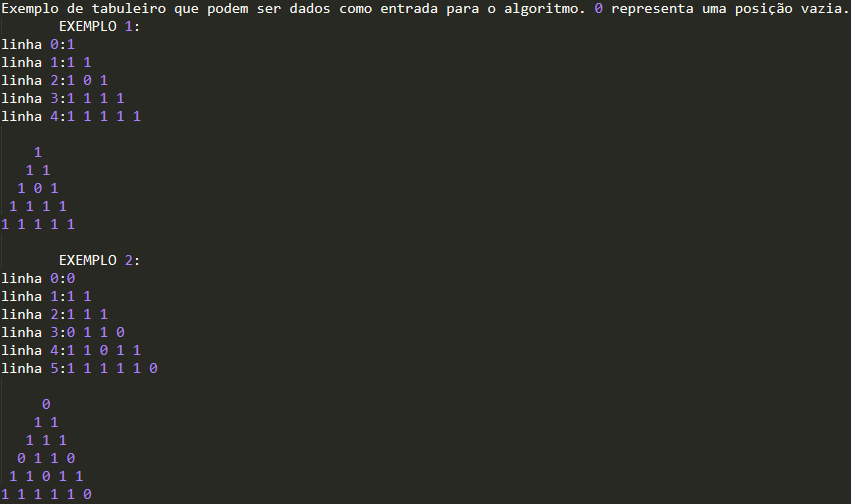 Exemplo de tabuleiro que podem ser dados como entrada para o algoritmo. 0 representa uma posição vazia.
EXEMPLO 1:
linha 0:1
linha 1:1 1
linha 2:1 0 1
linha 3:1 1 1 1
linha 4:1 1 1 1 1
1
1 1
1 0 1
1 1 1 1
1 1 1 1 1
EXEMPLO 2:
linha 0:0
linha 1:1 1
linha 2:1 1 1
linha 3:0 1 1 0
linha 4:1 1 0 1 1
linha 5:1 1 1 1 1 0
0
1 1
1 1 1
0 1 1 0
1 1 0 1 1
1 1 1 1 1 0